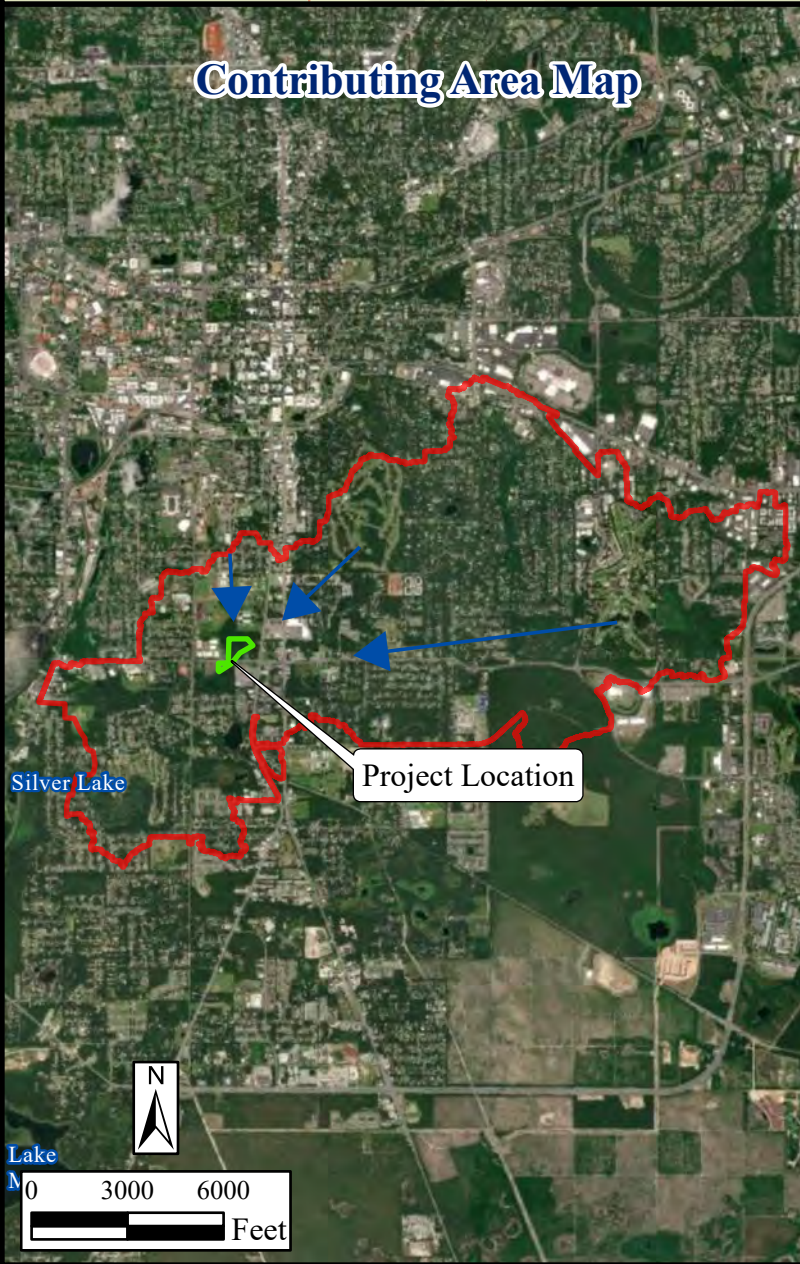 Contributing Area Map
Project Location
Silver Lake
N
Lake
0 3000 6000
Feet